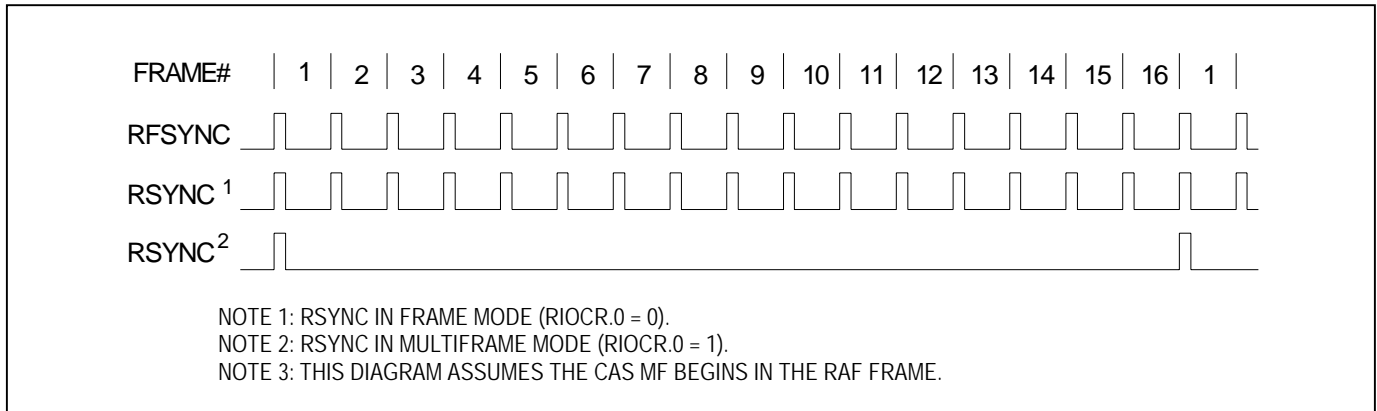 FRAME# 1 2 3 4 5 6 7 8 9 10 11 12 13 14 15 16 1
RFSYNC
RSYNC 1
RSYNC2
NOTE 1: RSYNC IN FRAME MODE (RIOCR.0 = 0).
NOTE 2: RSYNC IN MULTIFRAME MODE (RIOCR.0 = 1).
NOTE 3: THIS DIAGRAM ASSUMES THE CAS MF BEGINS IN THE RAF FRAME.